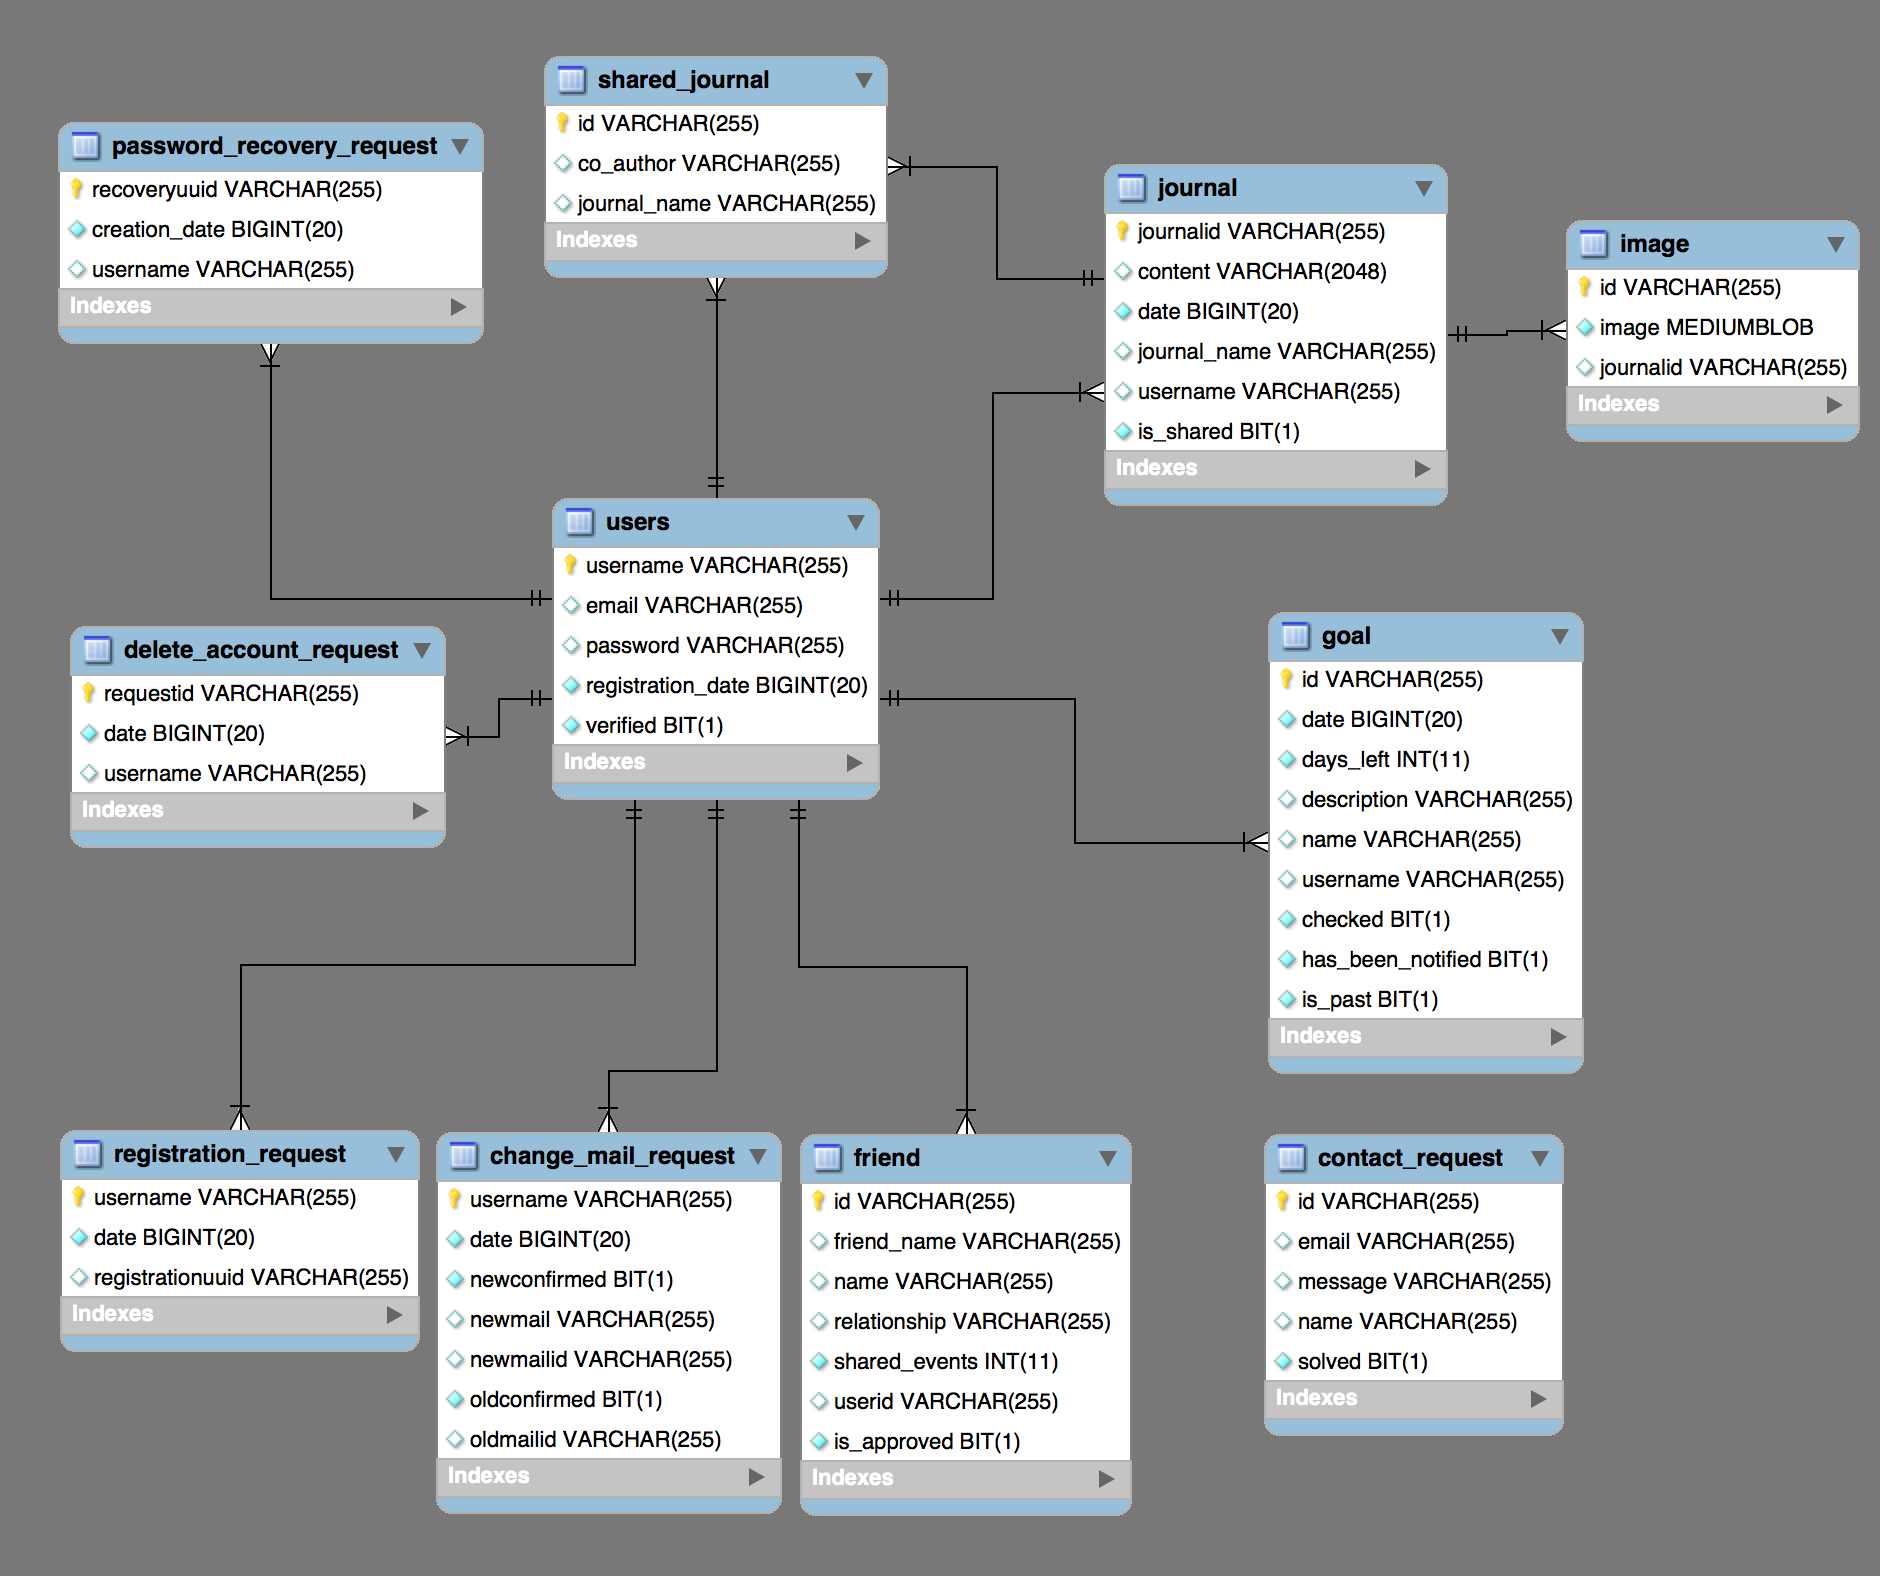 shared_journal
id VARCHAR(255)
co_author VARCHAR(255)
journal_name VARCHAR(255)
Indexes
password_recovery_request
recoveryuuid VARCHAR(255)
creation_date BIGINT(20)
username VARCHAR(255)
Indexes
journal
journalid VARCHAR(255)
content VARCHAR(2048)
date BIGINT(20)
journal_name VARCHAR(255)
username VARCHAR(255)
is_shared BIT(1)
Indexes
image
id VARCHAR(255)
image MEDIUMBLOB
journalid VARCHAR(255)
Indexes
users
username VARCHAR(255)
email VARCHAR(255)
password VARCHAR(255)
registration_date BIGINT(20)
verified BIT(1)
Indexes
delete_account_request
requestid VARCHAR(255)
date BIGINT(20)
username VARCHAR(255)
Indexes
goal
id VARCHAR(255)
date BIGINT(20)
days_left INT(11)
description VARCHAR(255)
name VARCHAR(255)
username VARCHAR(255)
checked BIT(1)
has_been_notified BIT(1)
is_past BIT(1)
Indexes
registration_request
username VARCHAR(255)
date BIGINT(20)
registrationuuid VARCHAR(255)
Indexes
change_mail_request
username VARCHAR(255)
date BIGINT(20)
newconfirmed BIT(1)
newmail VARCHAR(255)
newmailid VARCHAR(255)
oldconfirmed BIT(1)
oldmailid VARCHAR(255)
Indexes
friend
id VARCHAR(255)
friend_name VARCHAR(255)
name VARCHAR(255)
relationship VARCHAR(255)
shared_events INT(11)
userid VARCHAR(255)
is_approved BIT(1)
Indexes
contact_request
id VARCHAR(255)
email VARCHAR(255)
message VARCHAR(255)
name VARCHAR(255)
solved BIT(1)
Indexes